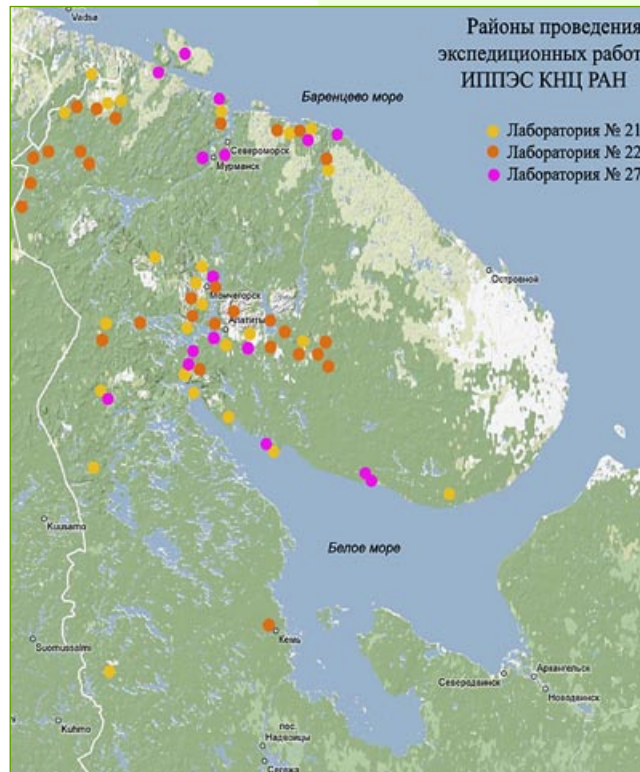 Vadsø
Районы проведения
экспедиционных работ
ИППЭС КНЦ РАН
Баренцево море
Лаборатория № 21
Лаборатория № 22
Лаборатория № 27
Североморск
Мурманск
Островной
Мончегорск
Апатиты
Kuusamo
Белое море
Кемь
Suomussalmi
Архангельск
Северодвинск
Новодвинск
Kuhmo
пос.
Надвоицы
Сегежа